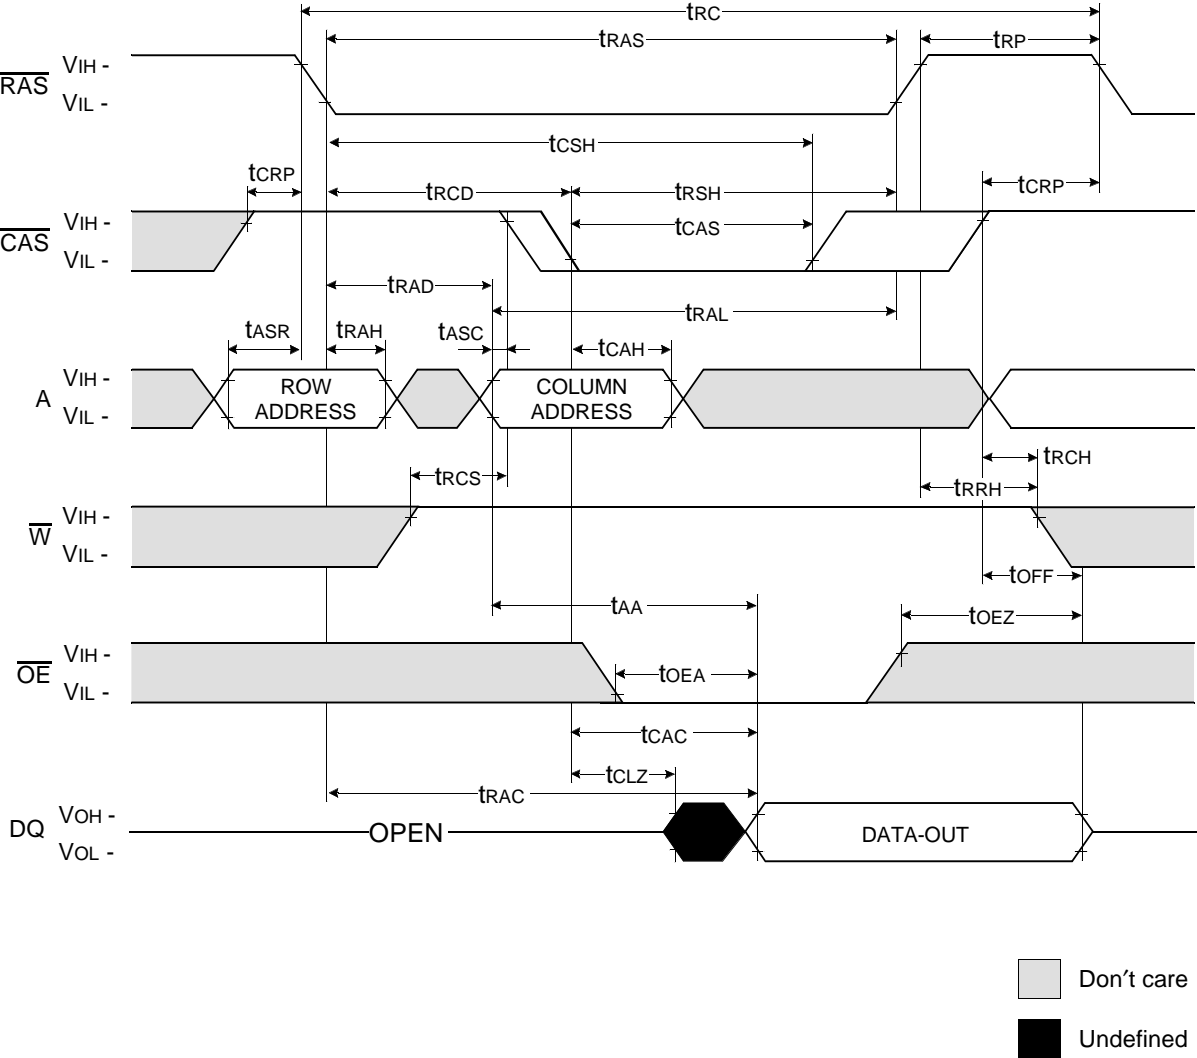 tRC
tRAS
tRP
RAS
VIH -
VIL -
tCSH
tCRP
tRCD
tRSH
tCRP
CAS
VIH -
VIL -
tCAS
tRAD
tRAL
tASR
tRAH
tASC
tCAH
A
VIH -
VIL -
ROW
ADDRESS
COLUMN
ADDRESS
tRCS
tRCH
tRRH
W
VIH -
VIL -
tOFF
tAA
tOEZ
OE
VIH -
VIL -
tOEA
tCAC
tCLZ
tRAC
DQ
VOH -
VOL -
OPEN
DATA-OUT
Don′t care
Undefined